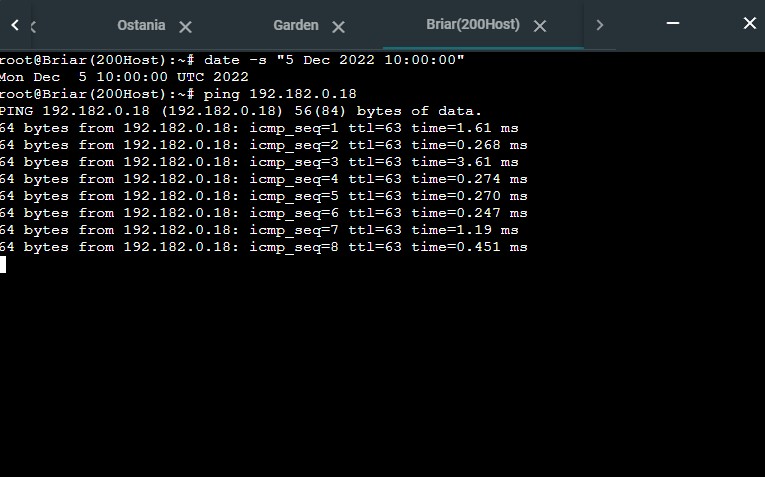 Ostania
Garden
Briar(200Host)
root@Briar(200Host):~# date -s "5 Dec 2022 10:00:00"
Mon Dec  5 10:00:00 UTC 2022
root@Briar(200Host):~# ping 192.182.0.18
PING 192.182.0.18 (192.182.0.18) 56(84) bytes of data.
64 bytes from 192.182.0.18: icmp_seq=1 ttl=63 time=1.61 ms
64 bytes from 192.182.0.18: icmp_seq=2 ttl=63 time=0.268 ms
64 bytes from 192.182.0.18: icmp_seq=3 ttl=63 time=3.61 ms
64 bytes from 192.182.0.18: icmp_seq=4 ttl=63 time=0.274 ms
64 bytes from 192.182.0.18: icmp_seq=5 ttl=63 time=0.270 ms
64 bytes from 192.182.0.18: icmp_seq=6 ttl=63 time=0.247 ms
64 bytes from 192.182.0.18: icmp_seq=7 ttl=63 time=1.19 ms
64 bytes from 192.182.0.18: icmp_seq=8 ttl=63 time=0.451 ms